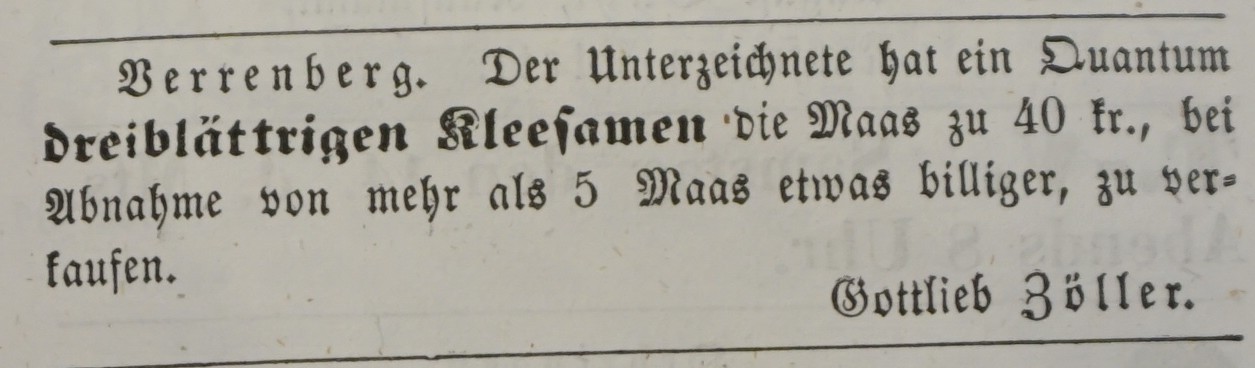 Verrenberg. Der Unterzeichnete hat ein Quantum
dreiblättrigen Kleesamen die Maas zu 40 kr., bei
Abnahme von mehr als 5 Maas etwas billiger, zu ver-
kaufen.
Gottlieb Zöller.